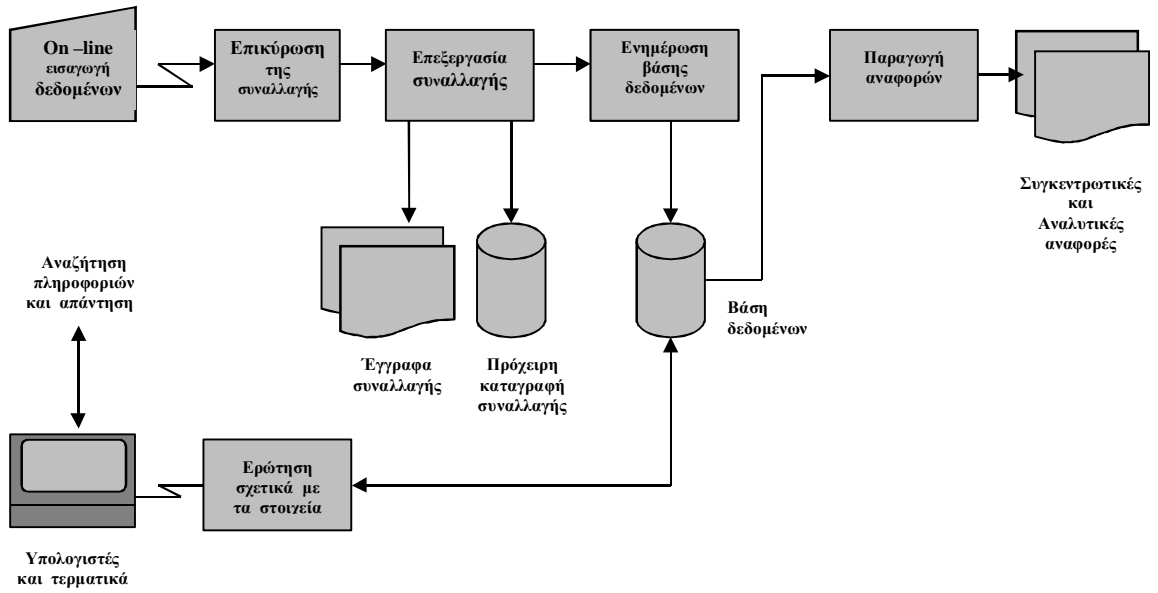 On –line
εισαγωγή
δεδομένων
Επικύρωση
της
συναλλαγής
Επεξεργασία
συναλλαγής
Ενημέρωση
βάσης
δεδομένων
Παραγωγή
αναφορών
Συγκεντρωτικές
και
Αναλυτικές
αναφορές
Αναζήτηση
πληροφοριών
και απάντηση
Βάση
δεδομένων
Έγγραφα
συναλλαγής
Πρόχειρη
καταγραφή
συναλλαγής
Ερώτηση
σχετικά με
τα στοιχεία
Υπολογιστές
και τερματικά